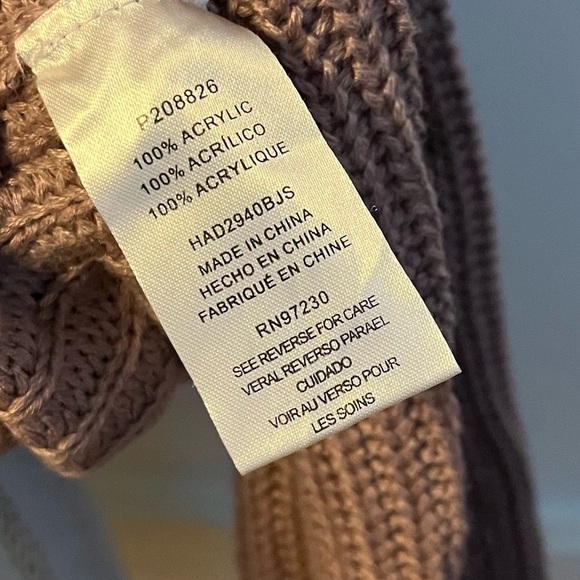 P208826
100% ACRYLIC
100% ACRÍLICO
100% ACRYLIQUE
HAD2940BJS
MADE IN CHINA
HECHO EN CHINA
FABRIQUÉ EN CHINE
RN97230
SEE REVERSE FOR CARE
VERAL REVERSO PARAEL
CUIDADO
VOIR AU VERSO POUR
LES SOINS